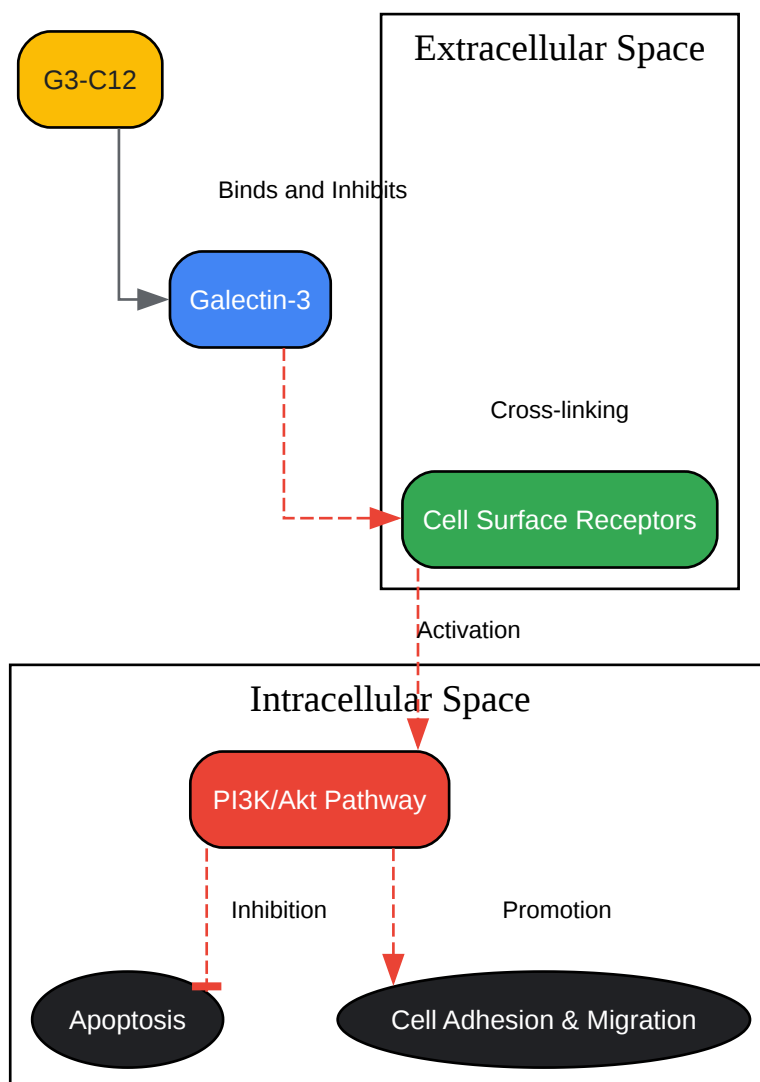 Extracellular Space
G3-C12
Binds and Inhibits
Galectin-3
Cross-linking
Cell Surface Receptors
Activation
Intracellular Space
PI3K/Akt Pathway
Inhibition
Promotion
Apoptosis
Cell Adhesion & Migration